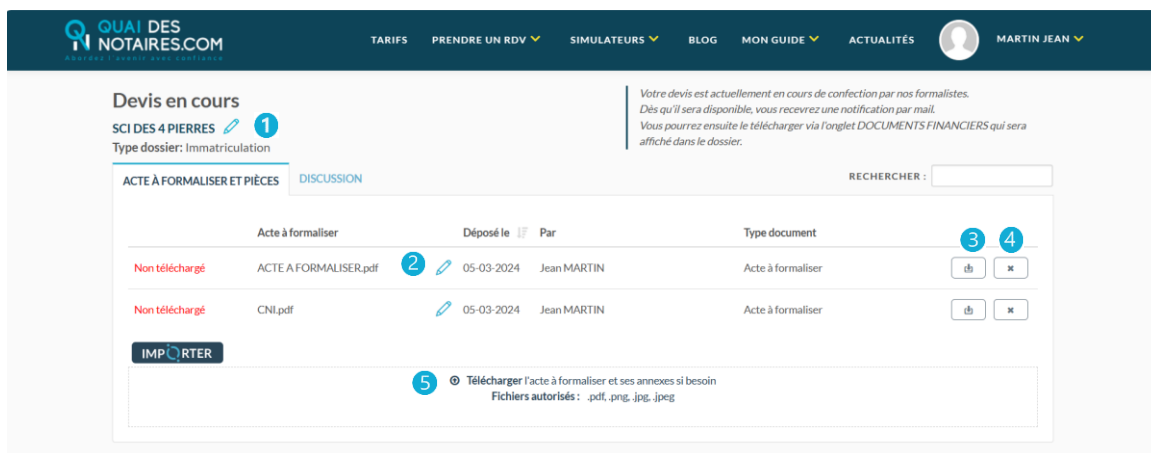 QUAI DES
NOTAIRES.COM
Abordez l'avenir avec confiance
TARIFS PRENDRE UN RDV SIMULATEURS BLOG MON GUIDE ACTUALITÉS MARTIN JEAN
Devis en cours
SCI DES 4 PIERRES 1
Type dossier: Immatriculation
Votre devis est actuellement en cours de confection par nos formalistes.
Dès qu'il sera disponible, vous recevrez une notification par mail.
Vous pourrez ensuite le télécharger via l'onglet DOCUMENTS FINANCIERS qui sera
affiché dans le dossier.
ACTE À FORMALISER ET PIÈCES DISCUSSION RECHERCHER :
Acte à formaliser Déposé le Par Type document
3 4
Non téléchargé ACTE A FORMALISER.pdf 2 05-03-2024 Jean MARTIN Acte à formaliser
Non téléchargé CNI.pdf 05-03-2024 Jean MARTIN Acte à formaliser
IMPORTER
5 Télécharger l'acte à formaliser et ses annexes si besoin
Fichiers autorisés : .pdf, .png, .jpg, .jpeg